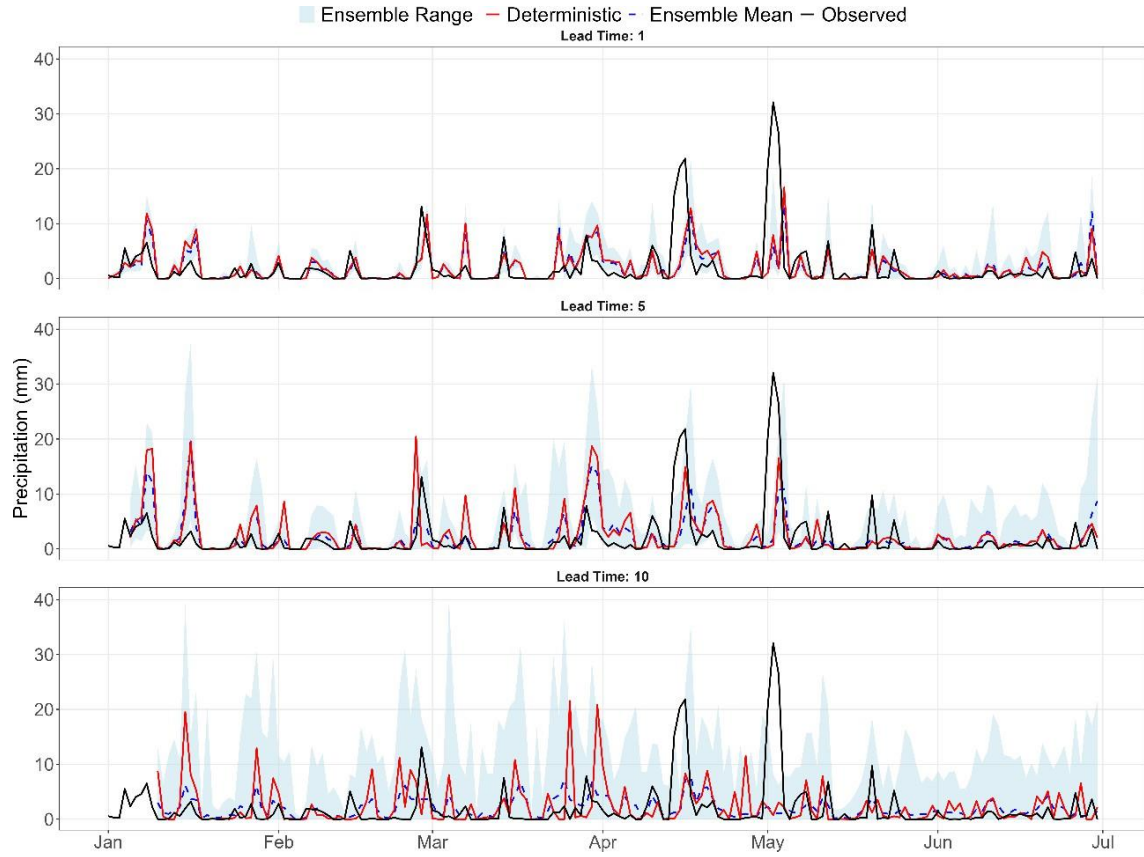 Ensemble Range Deterministic Ensemble Mean Observed
Lead Time: 1
40
30
20
10
0
Lead Time: 5
40
30
20
10
0
Precipitation (mm)
Lead Time: 10
40
30
20
10
0
Jan Feb Mar Apr May Jun Jul